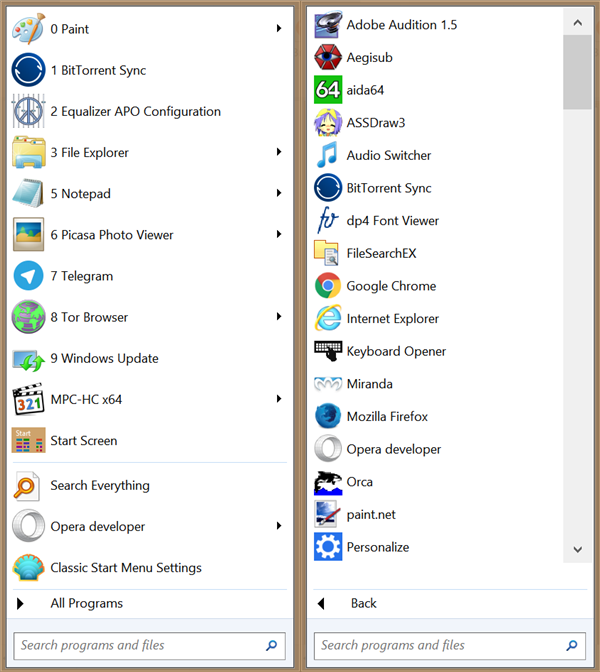 0 Paint
1 BitTorrent Sync
2 Equalizer APO Configuration
3 File Explorer
5 Notepad
6 Picasa Photo Viewer
7 Telegram
8 Tor Browser
9 Windows Update
321
MPC-HC x64
Start
Start Screen
Search Everything
Opera developer
Classic Start Menu Settings
All Programs
Search programs and files
Adobe Audition 1.5
Aegisub
64
aida64
ASSDraw3
Audio Switcher
BitTorrent Sync
fv
dp4 Font Viewer
FileSearchEX
Google Chrome
Internet Explorer
Keyboard Opener
Miranda
Mozilla Firefox
Opera developer
Orca
paint.net
Personalize
Back
Search programs and files